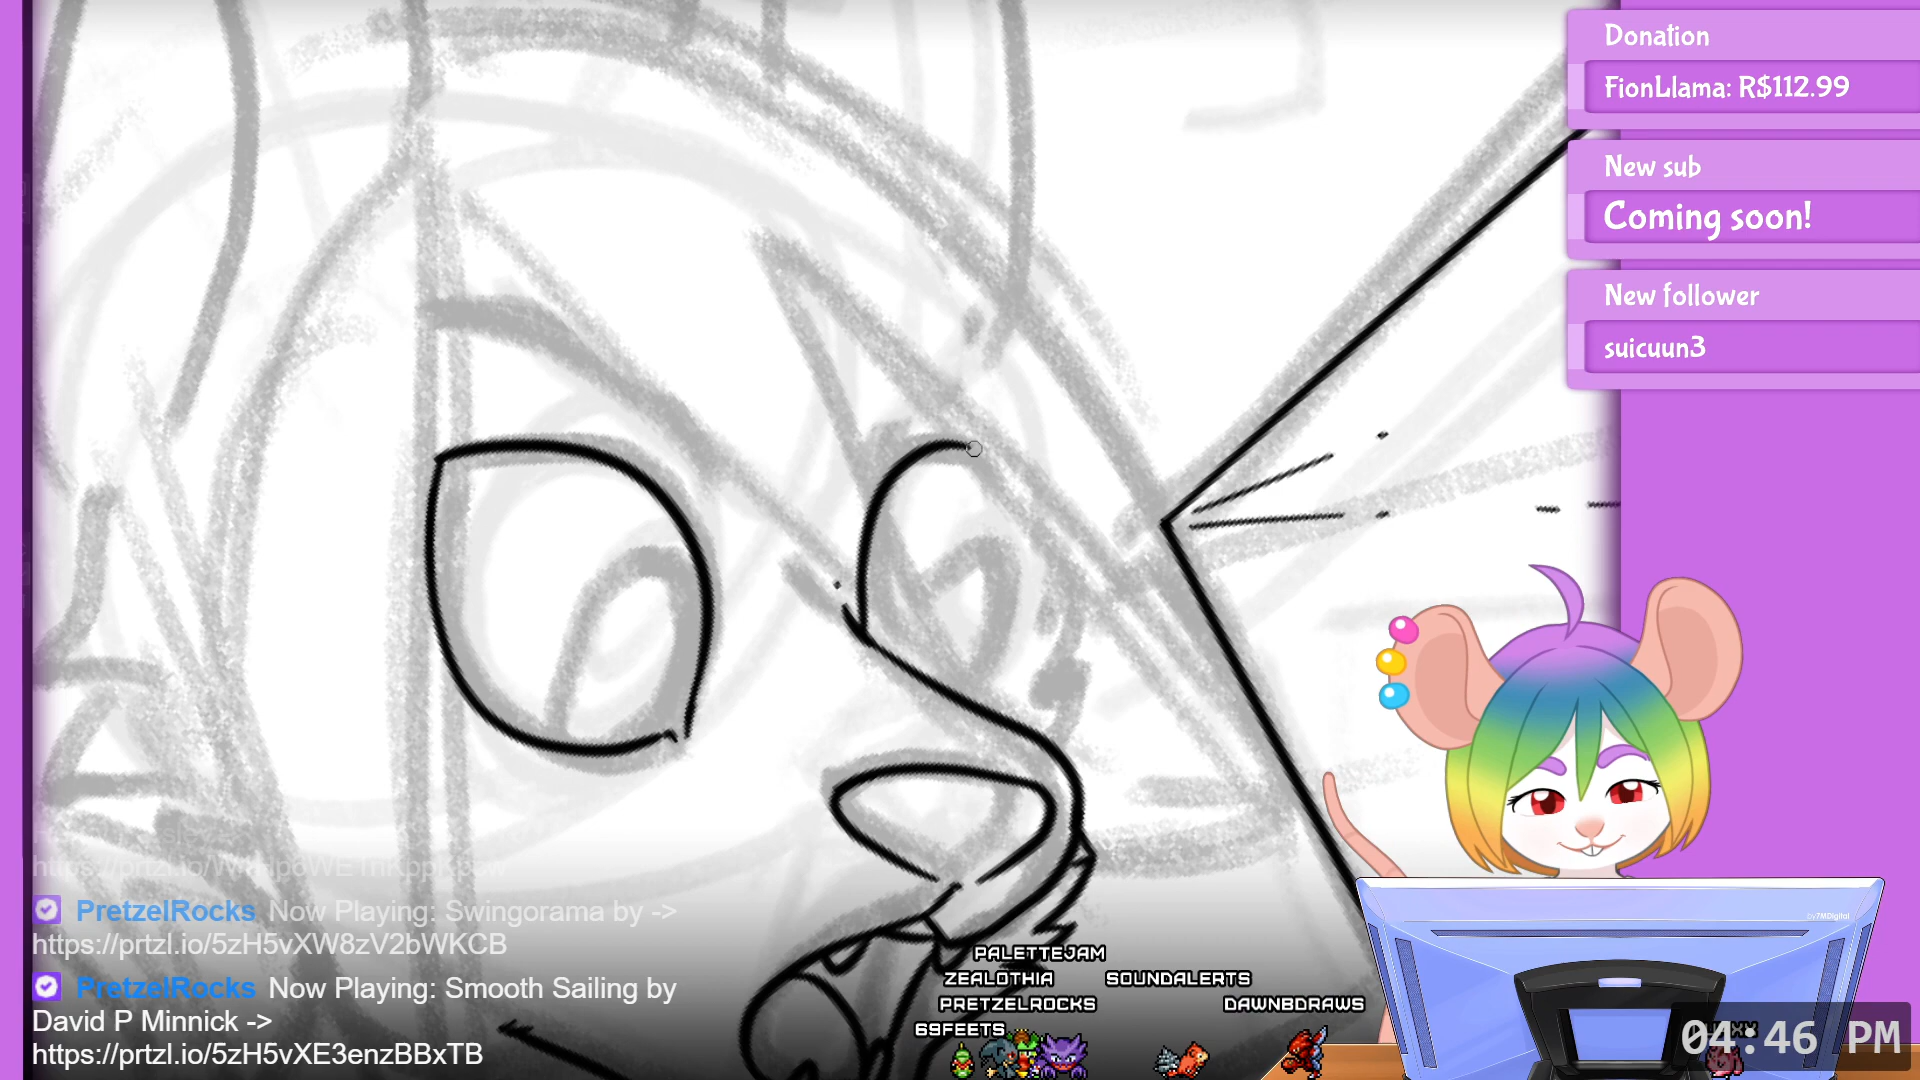 Donation
FionLlama: R$112.99
New sub
Coming soon!
New follower
suicuun3
PretzelRocks Now Playing: Swingorama by ->
https://prtzl.io/5zH5vXW8zV2bWKCB
PretzelRocks Now Playing: Smooth Sailing by
David P Minnick ->
https://prtzl.io/5zH5vXE3enzBBxTB
PALETTEJAM
ZEALOTHIA SOUNDALERTS
PRETZELROCKS DAWNBDRAWS
69FEETS
by7MDigital
04:46 PM